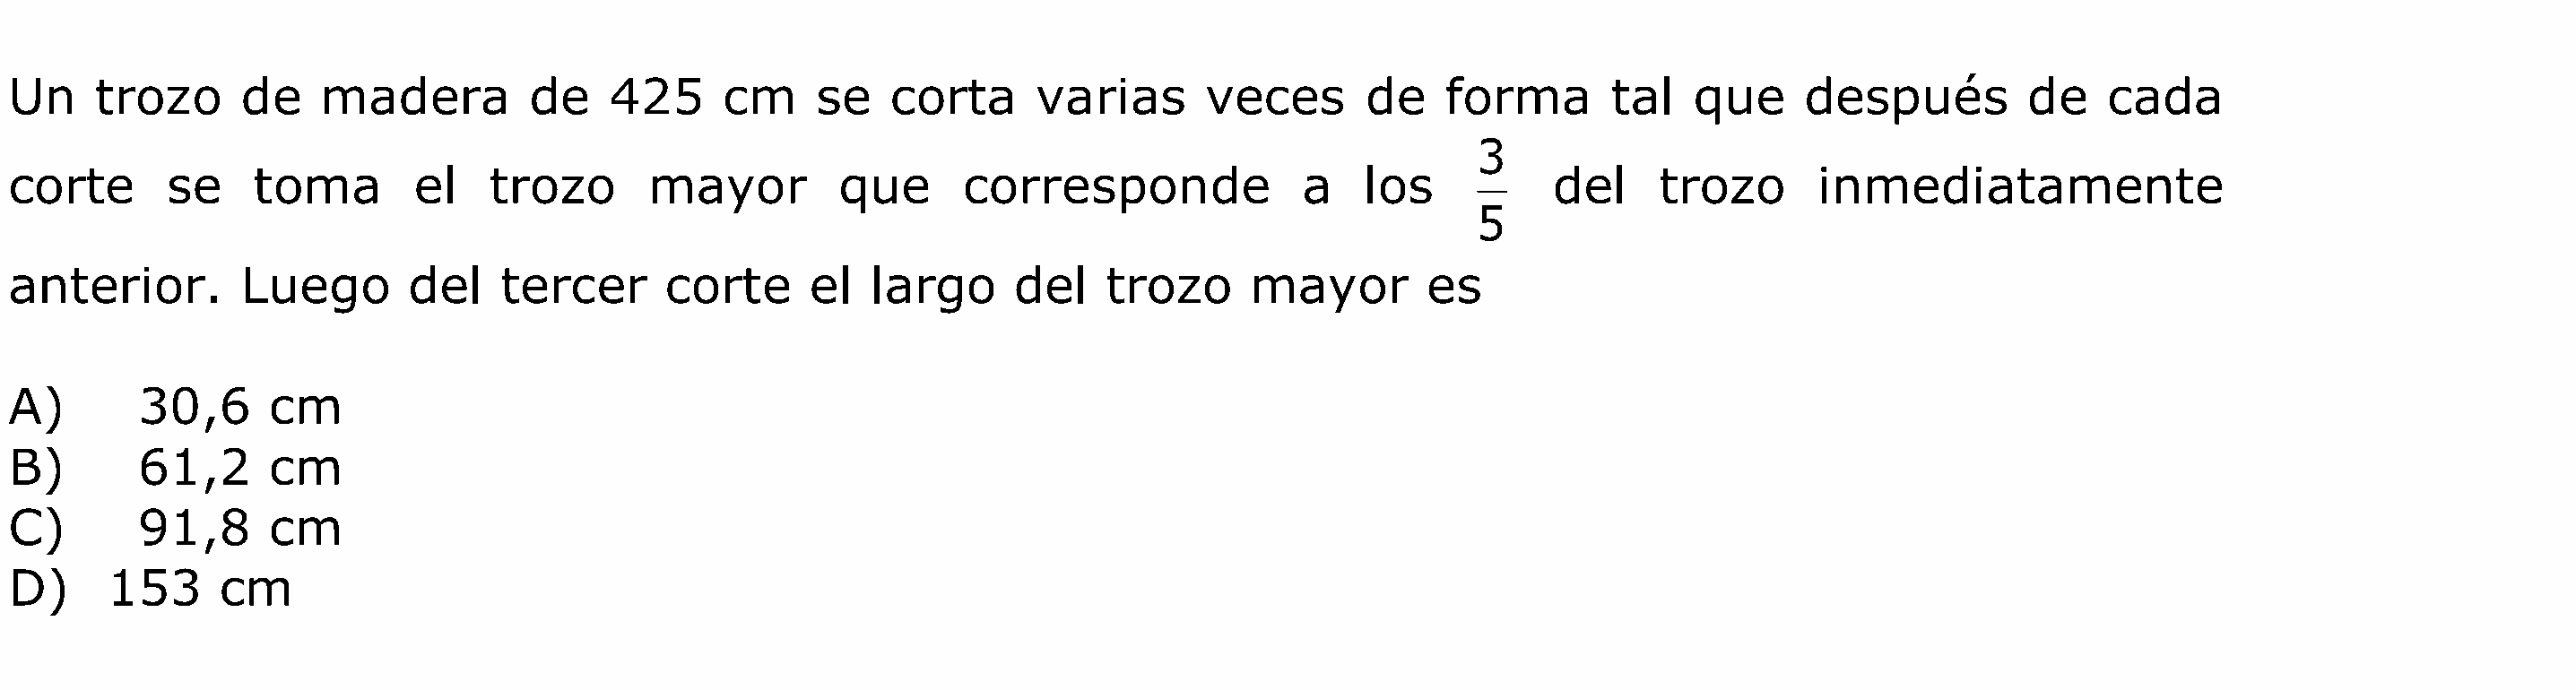 Un trozo de madera de 425 cm se corta varias veces de forma tal que después de cada
corte se toma el trozo mayor que corresponde a los 3/5 del trozo inmediatamente
anterior. Luego del tercer corte el largo del trozo mayor es
A) 30,6 cm
B) 61,2 cm
C) 91,8 cm
D) 153 cm